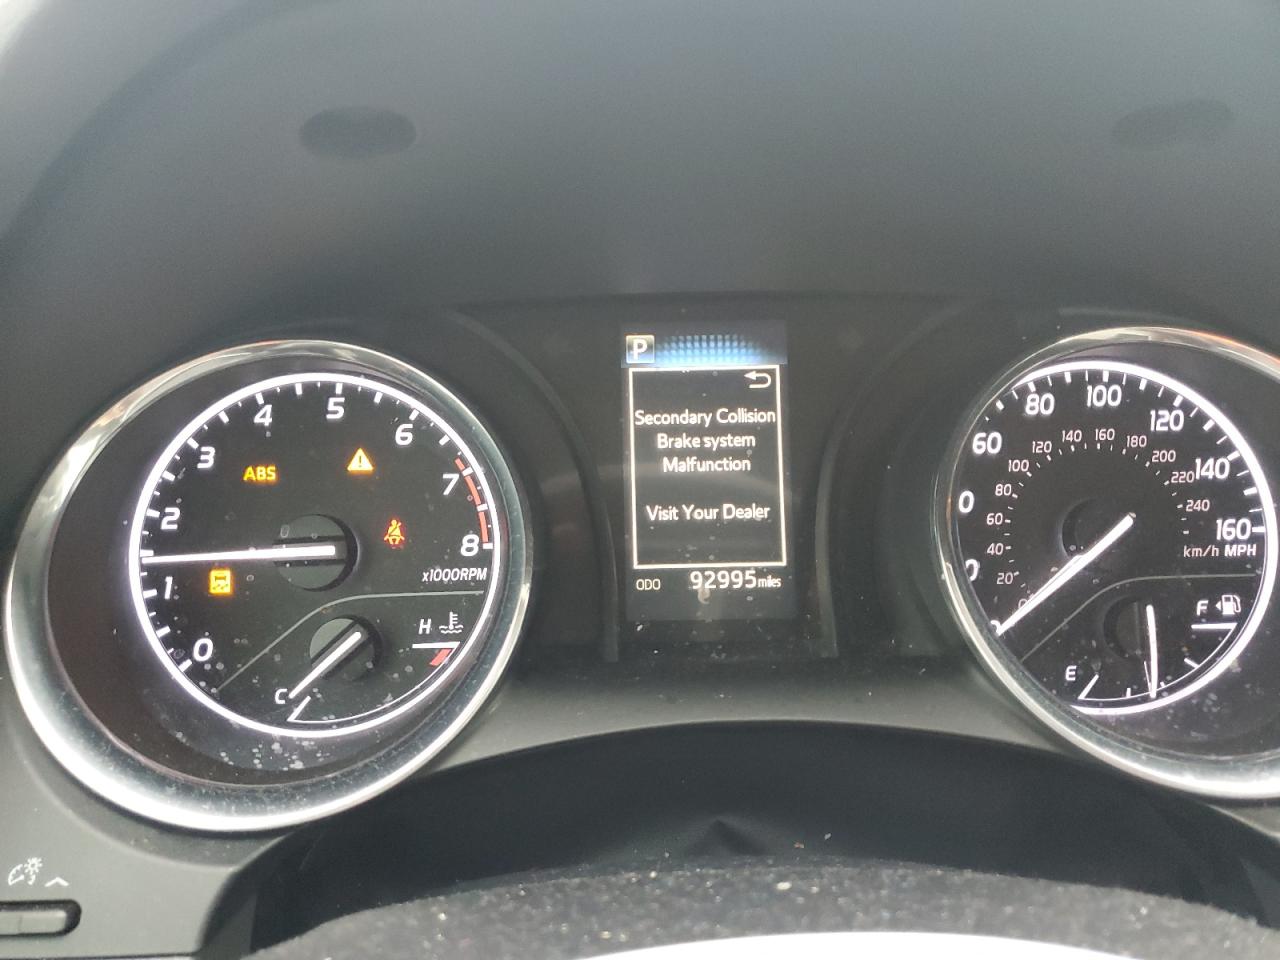 P
Secondary Collision
Brake system
Malfunction
Visit Your Dealer
ODO 92995 miles
ABS
0
1
2
3
4
5
6
7
8
x1000RPM
H
C
0
0
60
80
100
120
140
160
20
40
60
80
100
120
140
160
180
200
220
240
km/h MPH
F
E